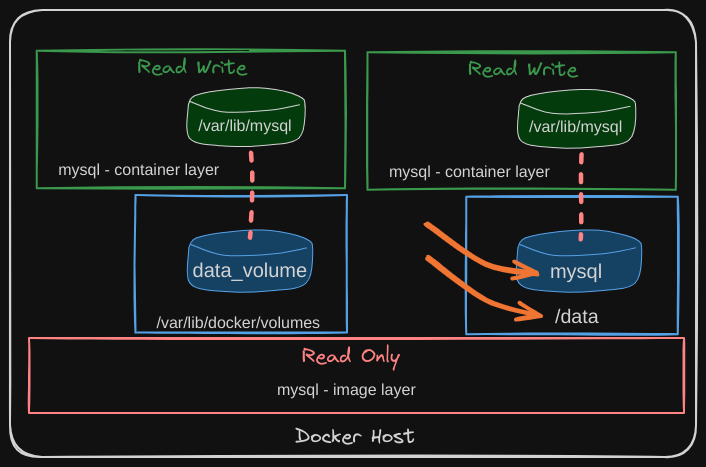 Read Write
/var/lib/mysql
mysql - container layer
data_volume
/var/lib/docker/volumes
Read Write
/var/lib/mysql
mysql - container layer
mysql
/data
Read Only
mysql - image layer
Docker Host